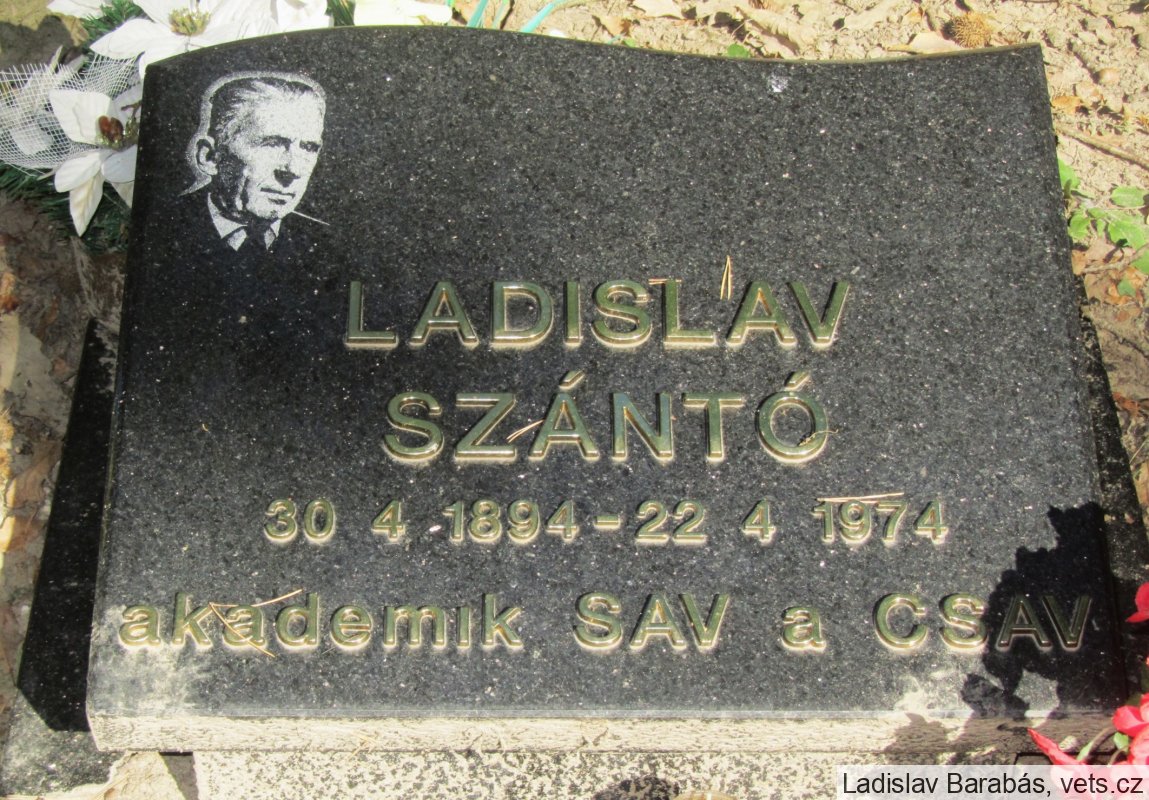 LADISLAV
SZÁNTÓ
30 4 1894-22 4 1974
akademik SAV a CSAV
Ladislav Barabás, vets.cz